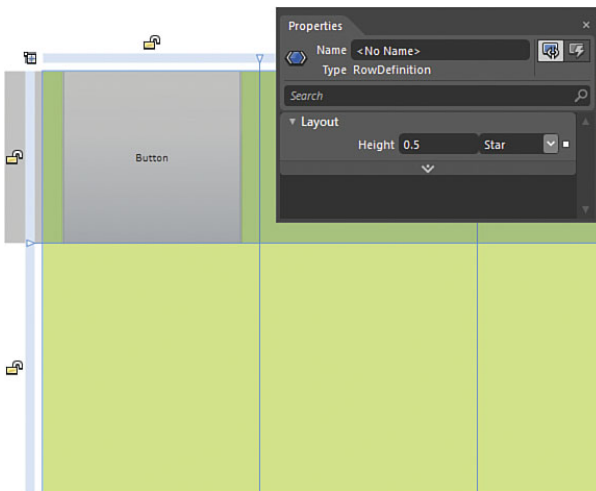 Properties
Name <No Name>
Type RowDefinition
Search
Layout
Height 0.5 Star
Button